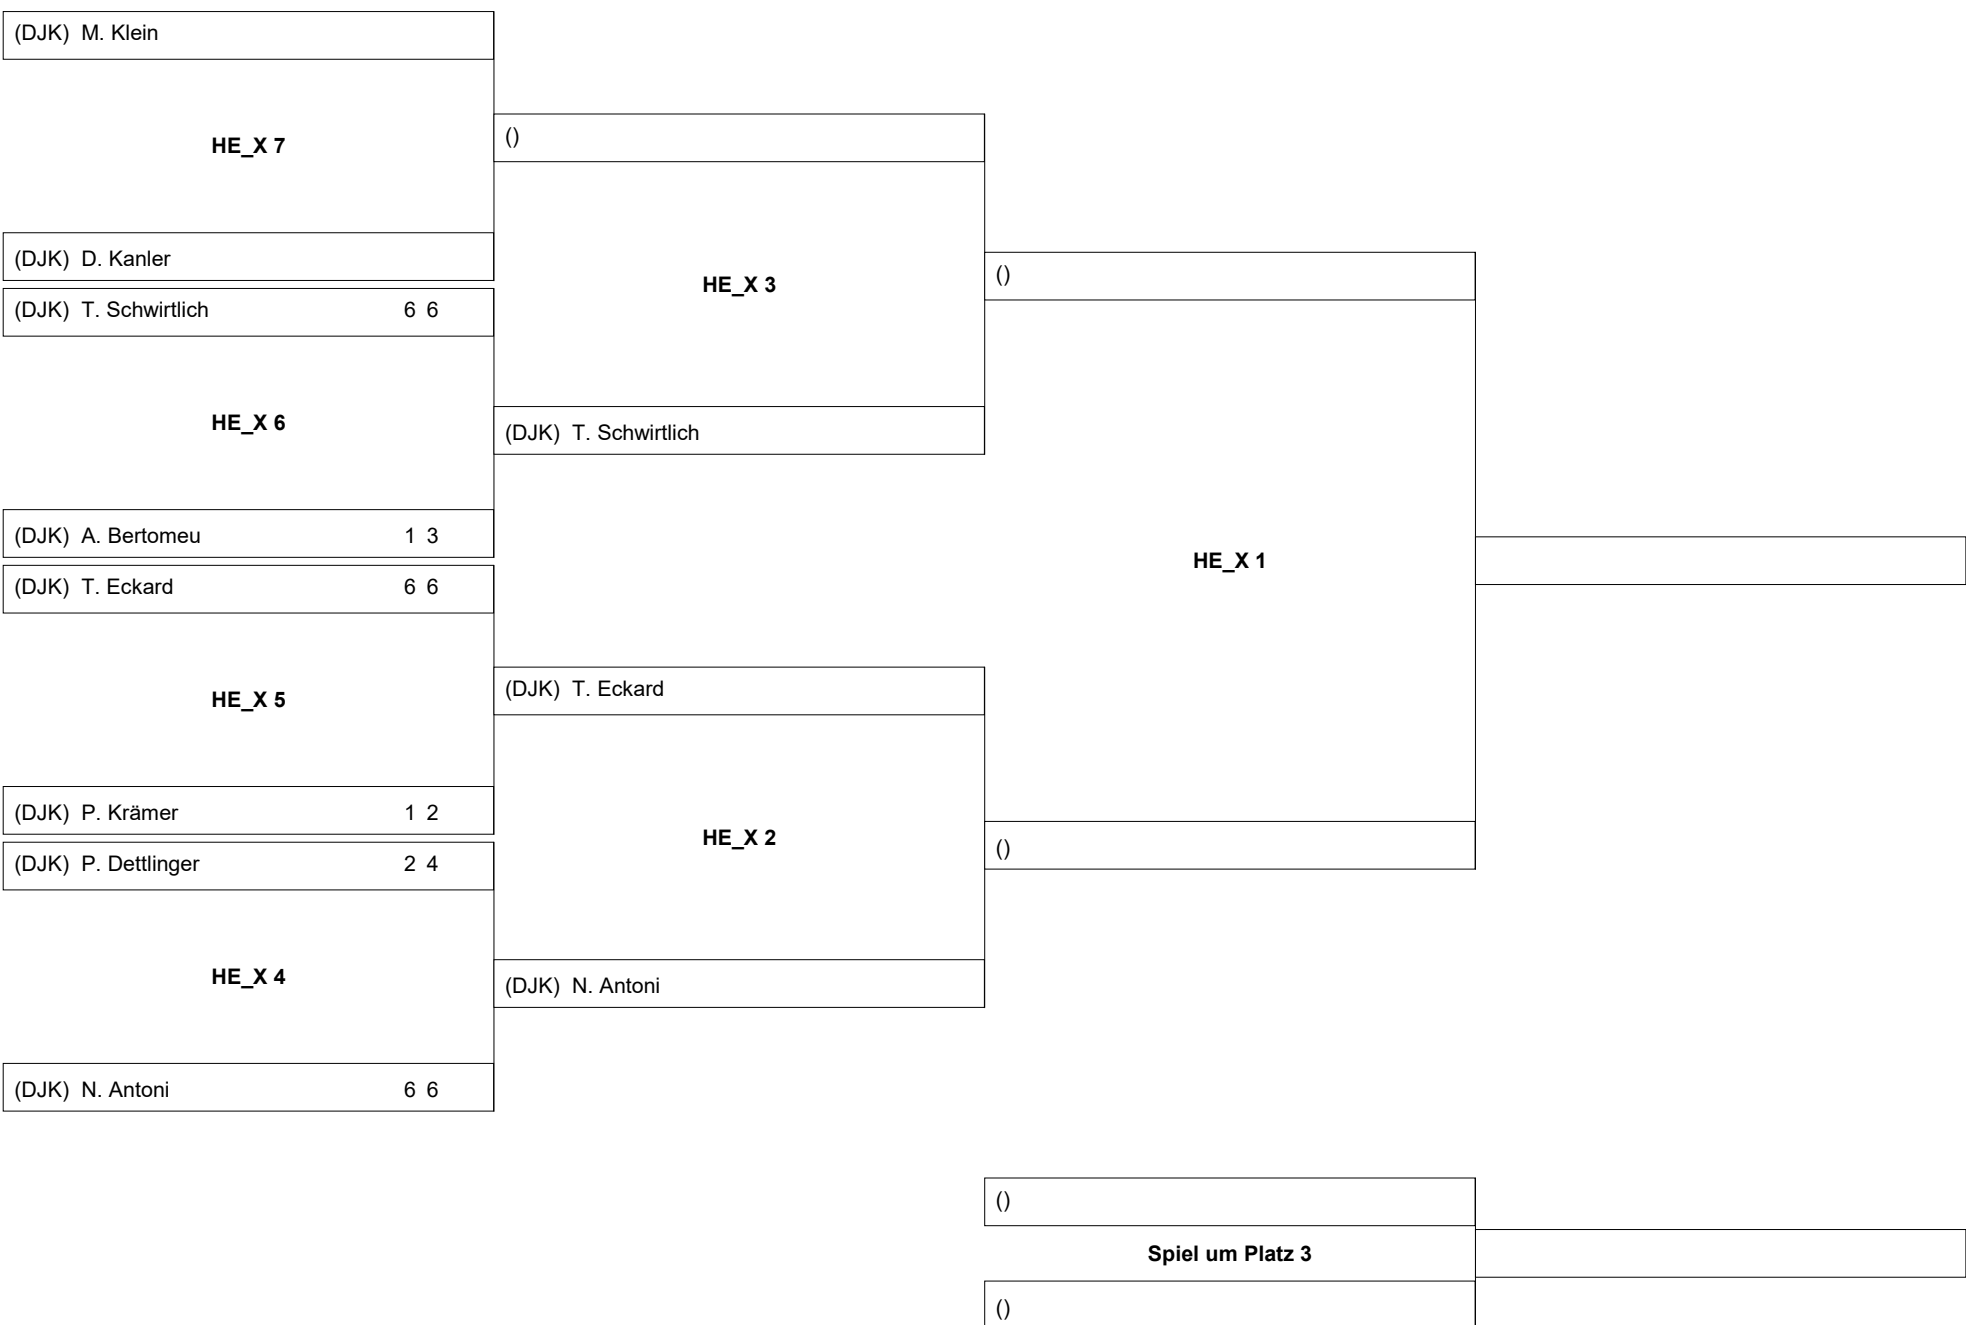 (DJK) M. Klein
HE_X 7
(DJK) D. Kanler
(DJK) T. Schwirtlich 6 6
HE_X 6
(DJK) A. Bertomeu 1 3
(DJK) T. Eckard 6 6
HE_X 5
(DJK) P. Krämer 1 2
(DJK) P. Dettlinger 2 4
HE_X 4
(DJK) N. Antoni 6 6
()
HE_X 3
(DJK) T. Schwirtlich
(DJK) T. Eckard
HE_X 2
(DJK) N. Antoni
()
HE_X 1
()
()
Spiel um Platz 3
()